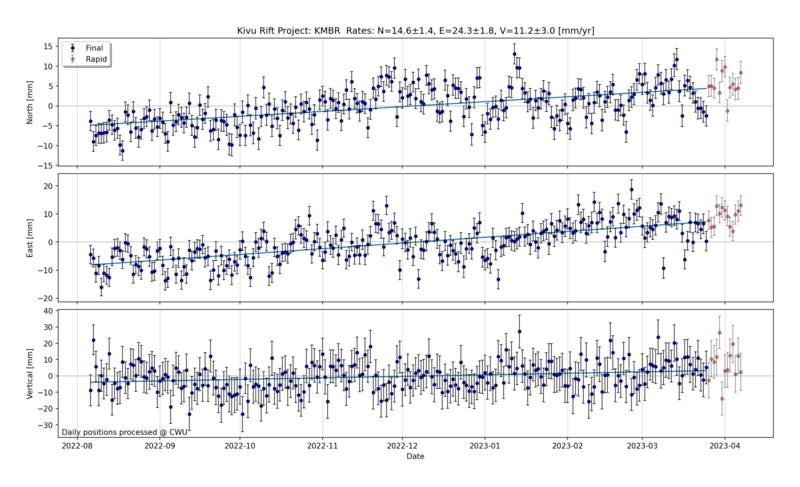 Kivu Rift Project: KMBR Rates: N=14.6±1.4, E=24.3±1.8, V=11.2±3.0 [mm/yr]
Final
Rapid
North [mm]
15
10
5
0
−5
−10
−15
East [mm]
20
10
0
−10
−20
Vertical [mm]
40
30
20
10
0
−10
−20
−30
Daily positions processed @ CWU
2022-08 2022-09 2022-10 2022-11 2022-12 2023-01 2023-02 2023-03 2023-04
Date